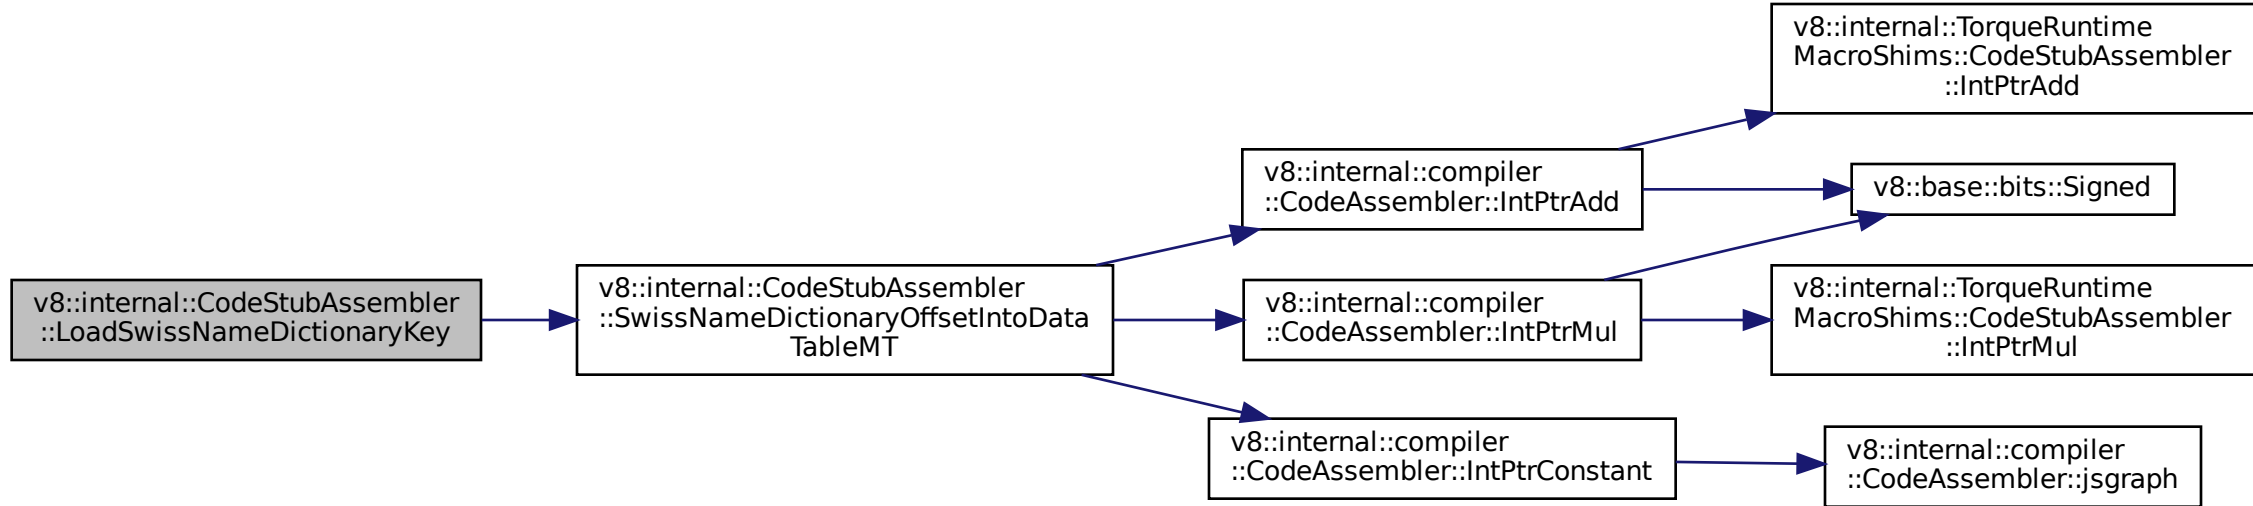 v8::internal::CodeStubAssembler
::LoadSwissNameDictionaryKey
v8::internal::CodeStubAssembler
::SwissNameDictionaryOffsetIntoData
TableMT
v8::internal::compiler
::CodeAssembler::IntPtrAdd
v8::internal::TorqueRuntime
MacroShims::CodeStubAssembler
::IntPtrAdd
v8::base::bits::Signed
v8::internal::compiler
::CodeAssembler::IntPtrMul
v8::internal::TorqueRuntime
MacroShims::CodeStubAssembler
::IntPtrMul
v8::internal::compiler
::CodeAssembler::IntPtrConstant
v8::internal::compiler
::CodeAssembler::jsgraph